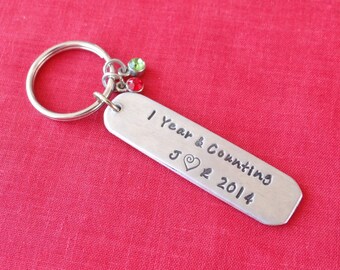 1 Year & Counting
J ♡ R 2014